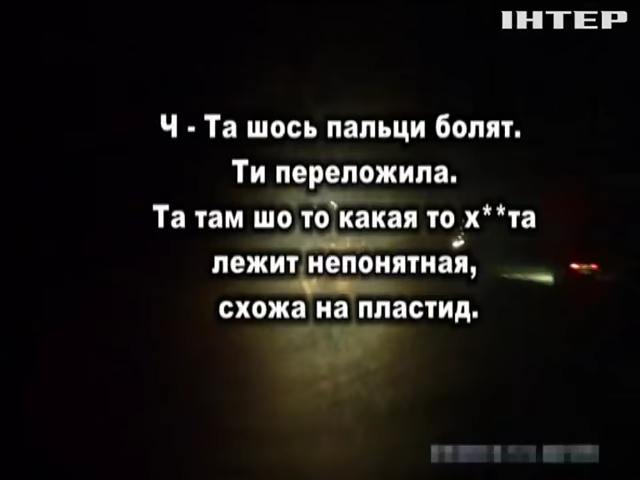 ІНТЕР
Ч - Та шось пальци болят.
Ти переложила.
Та там шо то какая то х**та
лежит непонятная,
схожа на пластид.